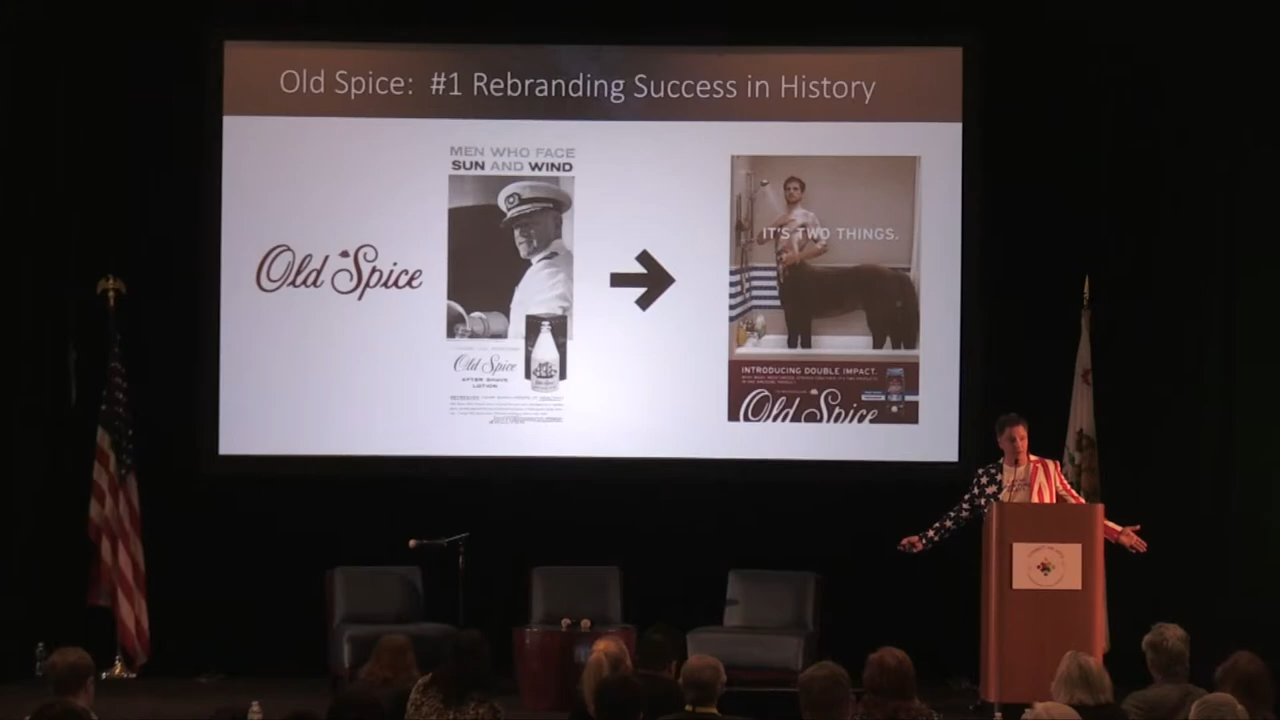 Old Spice: #1 Rebranding Success in History
Old Spice
MEN WHO FACE
SUN AND WIND
Old Spice
AFTER SHAVE
LOTION
IT'S TWO THINGS.
INTRODUCING DOUBLE IMPACT.
Old Spice